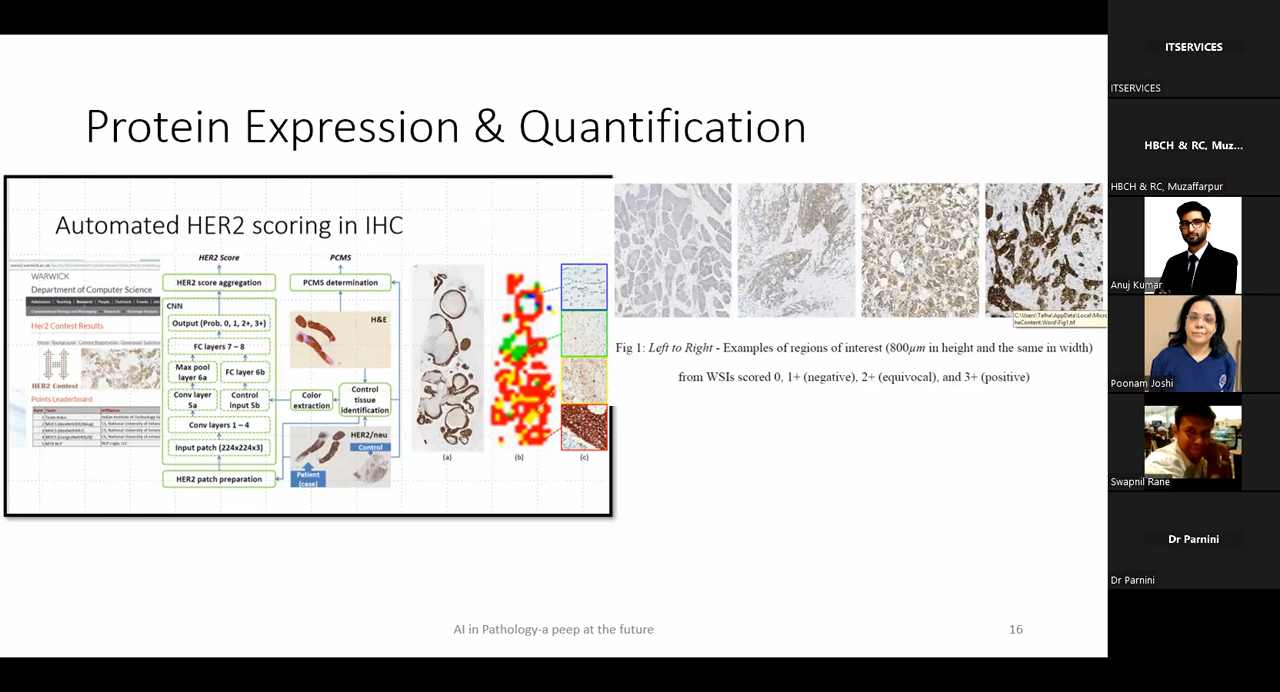 Protein Expression & Quantification
Automated HER2 scoring in IHC
WARWICK
Department of Computer Science
Her2 Contest Results
HER2 Contest
Points Leaderboard
HER2 Score
HER2 score aggregation
CNN
Output (Prob. 0, 1, 2+, 3+)
FC layers 7 – 8
Max pool
layer 6a
FC layer 6b
Conv layer
5a
Control
input 5b
Conv layers 1 – 4
Input patch (224x224x3)
HER2 patch preparation
PCMS
PCMS determination
H&E
Color
extraction
Control
tissue
identification
HER2/neu
Control
Patient
(case)
(a)
(b)
(c)
Fig 1: Left to Right - Examples of regions of interest (800µm in height and the same in width)
from WSIs scored 0, 1+ (negative), 2+ (equivocal), and 3+ (positive)
AI in Pathology-a peep at the future
16
ITSERVICES
ITSERVICES
HBCH & RC, Muz...
HBCH & RC, Muzaffarpur
Anuj Kumar
Poonam Joshi
Swapnil Rane
Dr Parnini
Dr Parnini